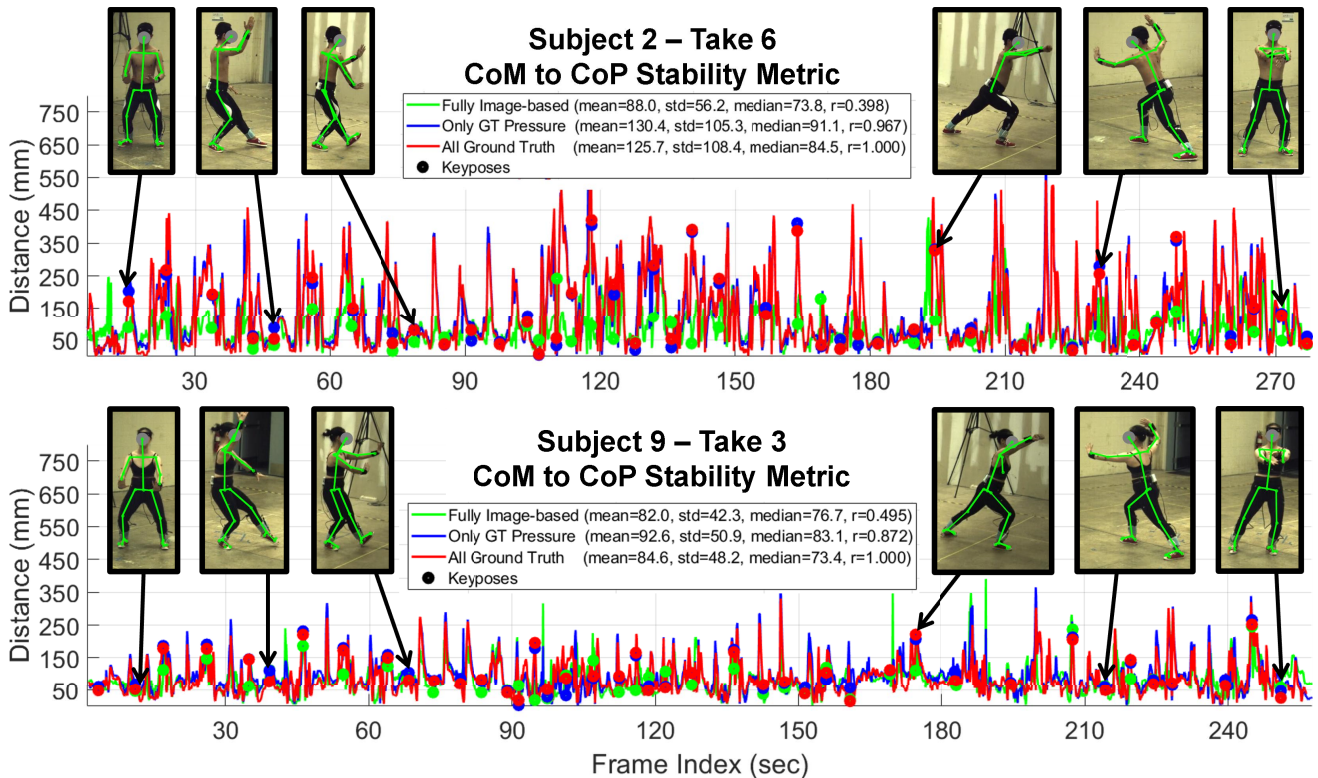 Subject 2 – Take 6
CoM to CoP Stability Metric
Fully Image-based (mean=88.0, std=56.2, median=73.8, r=0.398)
Only GT Pressure (mean=130.4, std=105.3, median=91.1, r=0.967)
All Ground Truth (mean=125.7, std=108.4, median=84.5, r=1.000)
Keyposes
Distance (mm)
750
650
550
450
350
250
150
50
30 60 90 120 150 180 210 240 270
Subject 9 – Take 3
CoM to CoP Stability Metric
Fully Image-based (mean=82.0, std=42.3, median=76.7, r=0.495)
Only GT Pressure (mean=92.6, std=50.9, median=83.1, r=0.872)
All Ground Truth (mean=84.6, std=48.2, median=73.4, r=1.000)
Keyposes
Distance (mm)
750
650
550
450
350
250
150
50
30 60 90 120 150 180 210 240
Frame Index (sec)